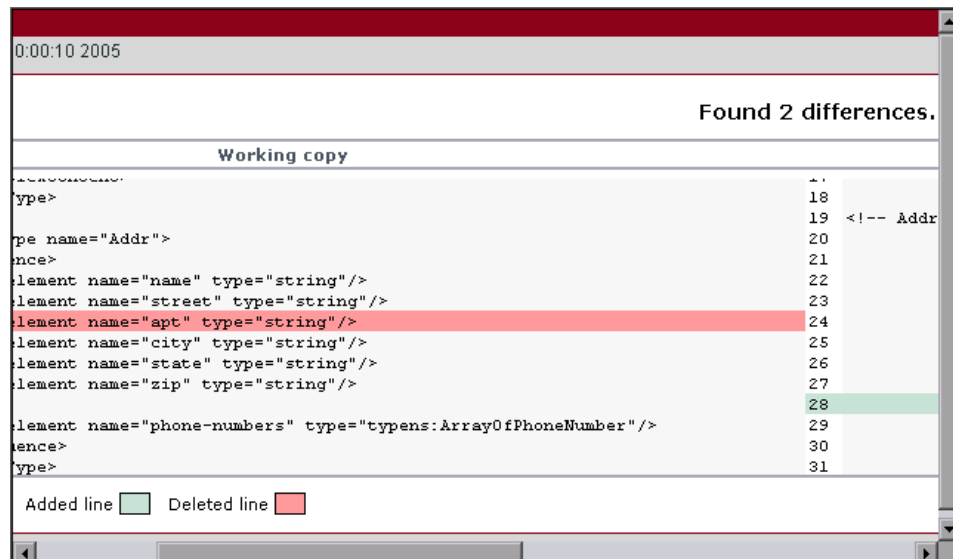 0:00:10 2005
Found 2 differences.
Working copy
ype> 18
19 <!-- Addr
pe name="Addr"> 20
nce> 21
lement name="name" type="string"/> 22
lement name="street" type="string"/> 23
lement name="apt" type="string"/> 24
lement name="city" type="string"/> 25
lement name="state" type="string"/> 26
lement name="zip" type="string"/> 27
28
lement name="phone-numbers" type="typens:ArrayOfPhoneNumber"/> 29
ence> 30
ype> 31
Added line Deleted line